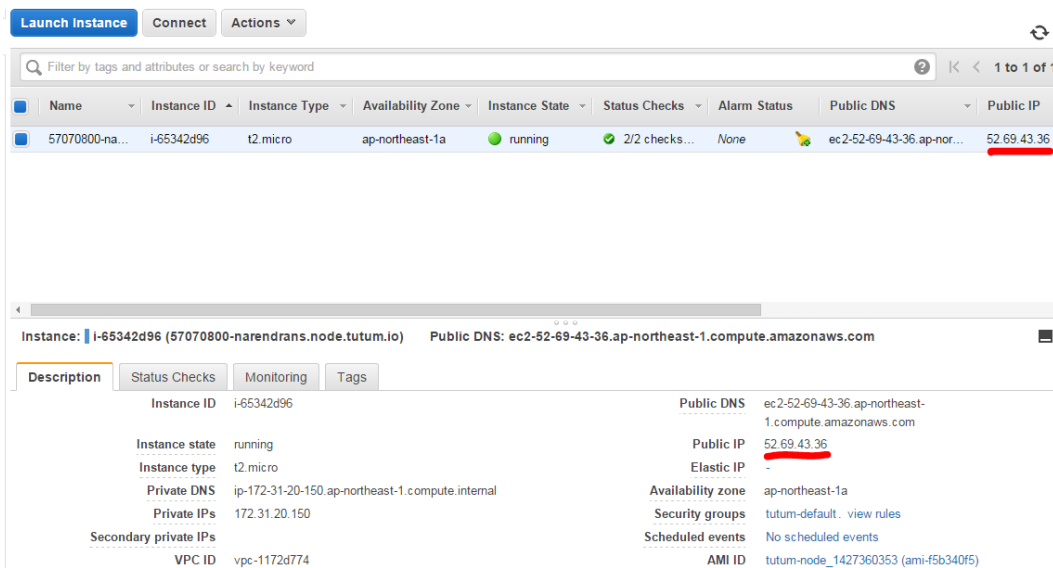 Launch Instance Connect Actions
Filter by tags and attributes or search by keyword 1 to 1 of 1
Name Instance ID Instance Type Availability Zone Instance State Status Checks Alarm Status Public DNS Public IP
57070800-na... i-65342d96 t2.micro ap-northeast-1a running 2/2 checks... None ec2-52-69-43-36.ap-nor... 52.69.43.36
Instance: i-65342d96 (57070800-narendrans.node.tutum.io) Public DNS: ec2-52-69-43-36.ap-northeast-1.compute.amazonaws.com
Description Status Checks Monitoring Tags
Instance ID i-65342d96 Public DNS ec2-52-69-43-36.ap-northeast-
1.compute.amazonaws.com
Instance state running Public IP 52.69.43.36
Instance type t2.micro Elastic IP -
Private DNS ip-172-31-20-150.ap-northeast-1.compute.internal Availability zone ap-northeast-1a
Private IPs 172.31.20.150 Security groups tutum-default. view rules
Secondary private IPs Scheduled events No scheduled events
VPC ID vpc-1172d774 AMI ID tutum-node_1427360353 (ami-f5b340f5)